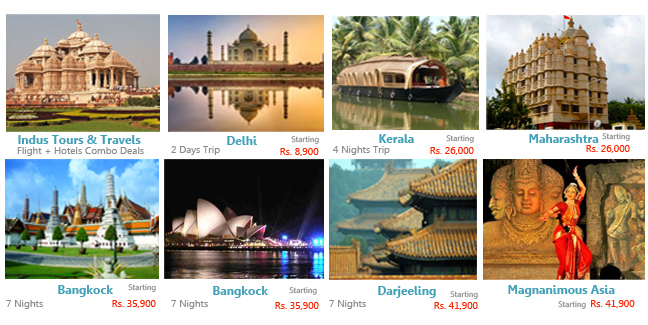 Indus Tours & Travels
Flight + Hotels Combo Deals
Delhi
Starting
2 Days Trip
Rs. 8,900
Kerala
Starting
4 Nights Trip
Rs. 26,000
Maharashtra
Starting
Rs. 26,000
Bangkock
Starting
7 Nights
Rs. 35,900
Bangkock
Starting
7 Nights
Rs. 35,900
Darjeeling
Starting
7 Nights
Rs. 41,900
Magnanimous Asia
Starting
Rs. 41,900